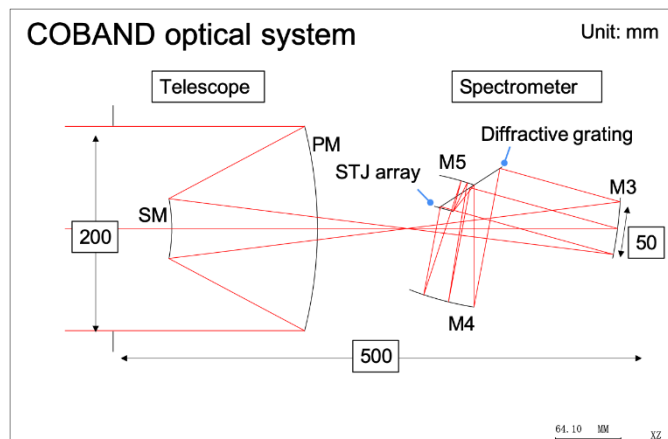 COBAND optical system
Unit: mm
Telescope
Spectrometer
Diffractive grating
PM
M5
STJ array
M3
SM
200
50
M4
500
64.10 MM
XZ